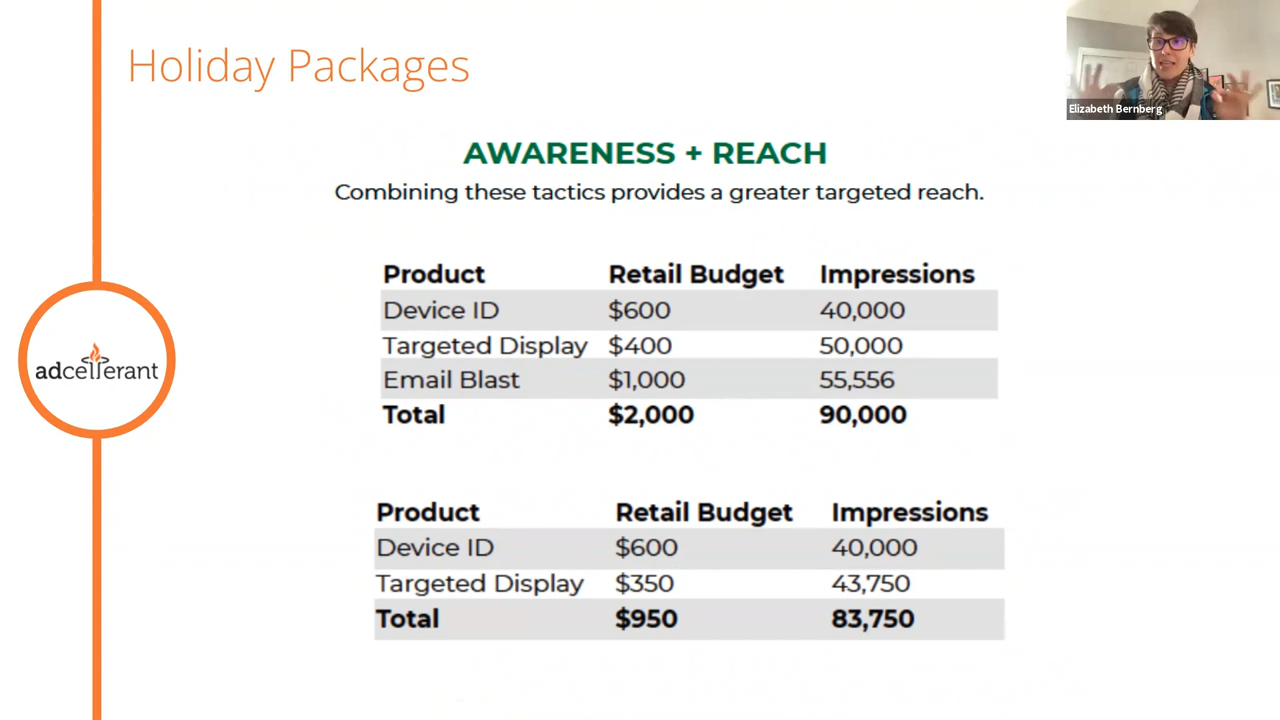 Holiday Packages
Elizabeth Bernberg
AWARENESS + REACH
Combining these tactics provides a greater targeted reach.
Product Retail Budget Impressions
Device ID $600 40,000
Targeted Display $400 50,000
Email Blast $1,000 55,556
Total $2,000 90,000
adcellerant
Product Retail Budget Impressions
Device ID $600 40,000
Targeted Display $350 43,750
Total $950 83,750